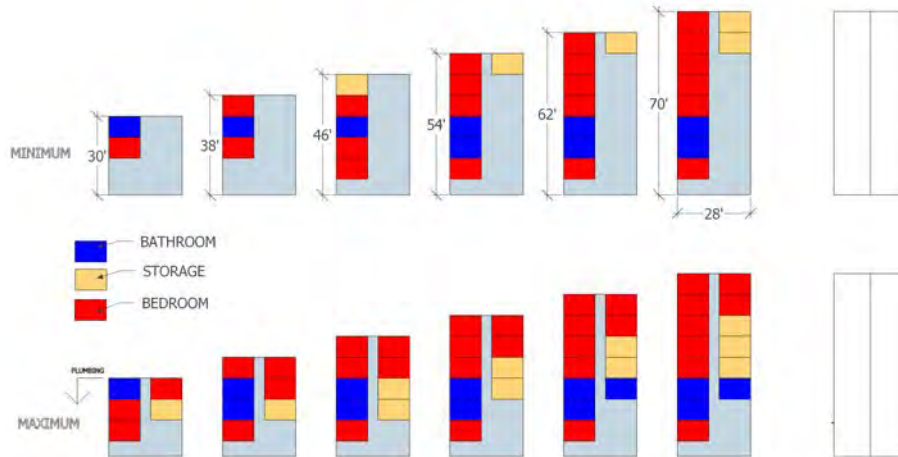 30'
38'
46'
54'
62'
70'
MINIMUM
28'
BATHROOM
STORAGE
BEDROOM
PLUMBING
MAXIMUM